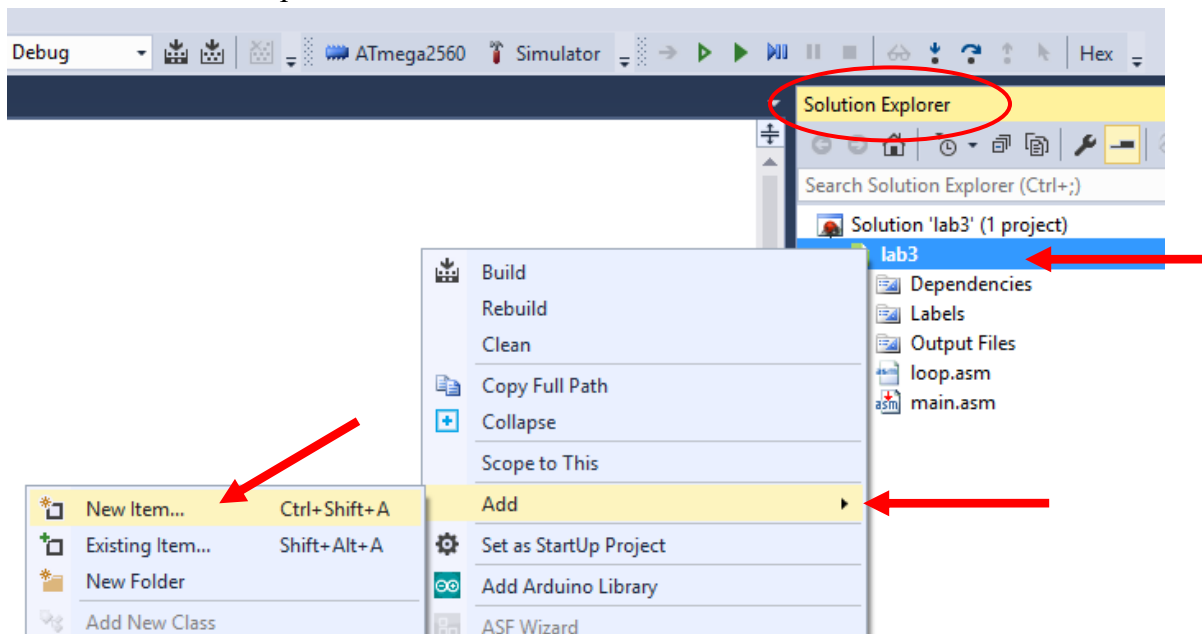 Debug ATmega2560 Simulator Hex
Solution Explorer
Search Solution Explorer (Ctrl+;)
Solution 'lab3' (1 project)
lab3
Dependencies
Labels
Output Files
loop.asm
asm main.asm
Build
Rebuild
Clean
Copy Full Path
Collapse
Scope to This
Add
Set as StartUp Project
Add Arduino Library
ASF Wizard
New Item... Ctrl+Shift+A
Existing Item... Shift+Alt+A
New Folder
Add New Class